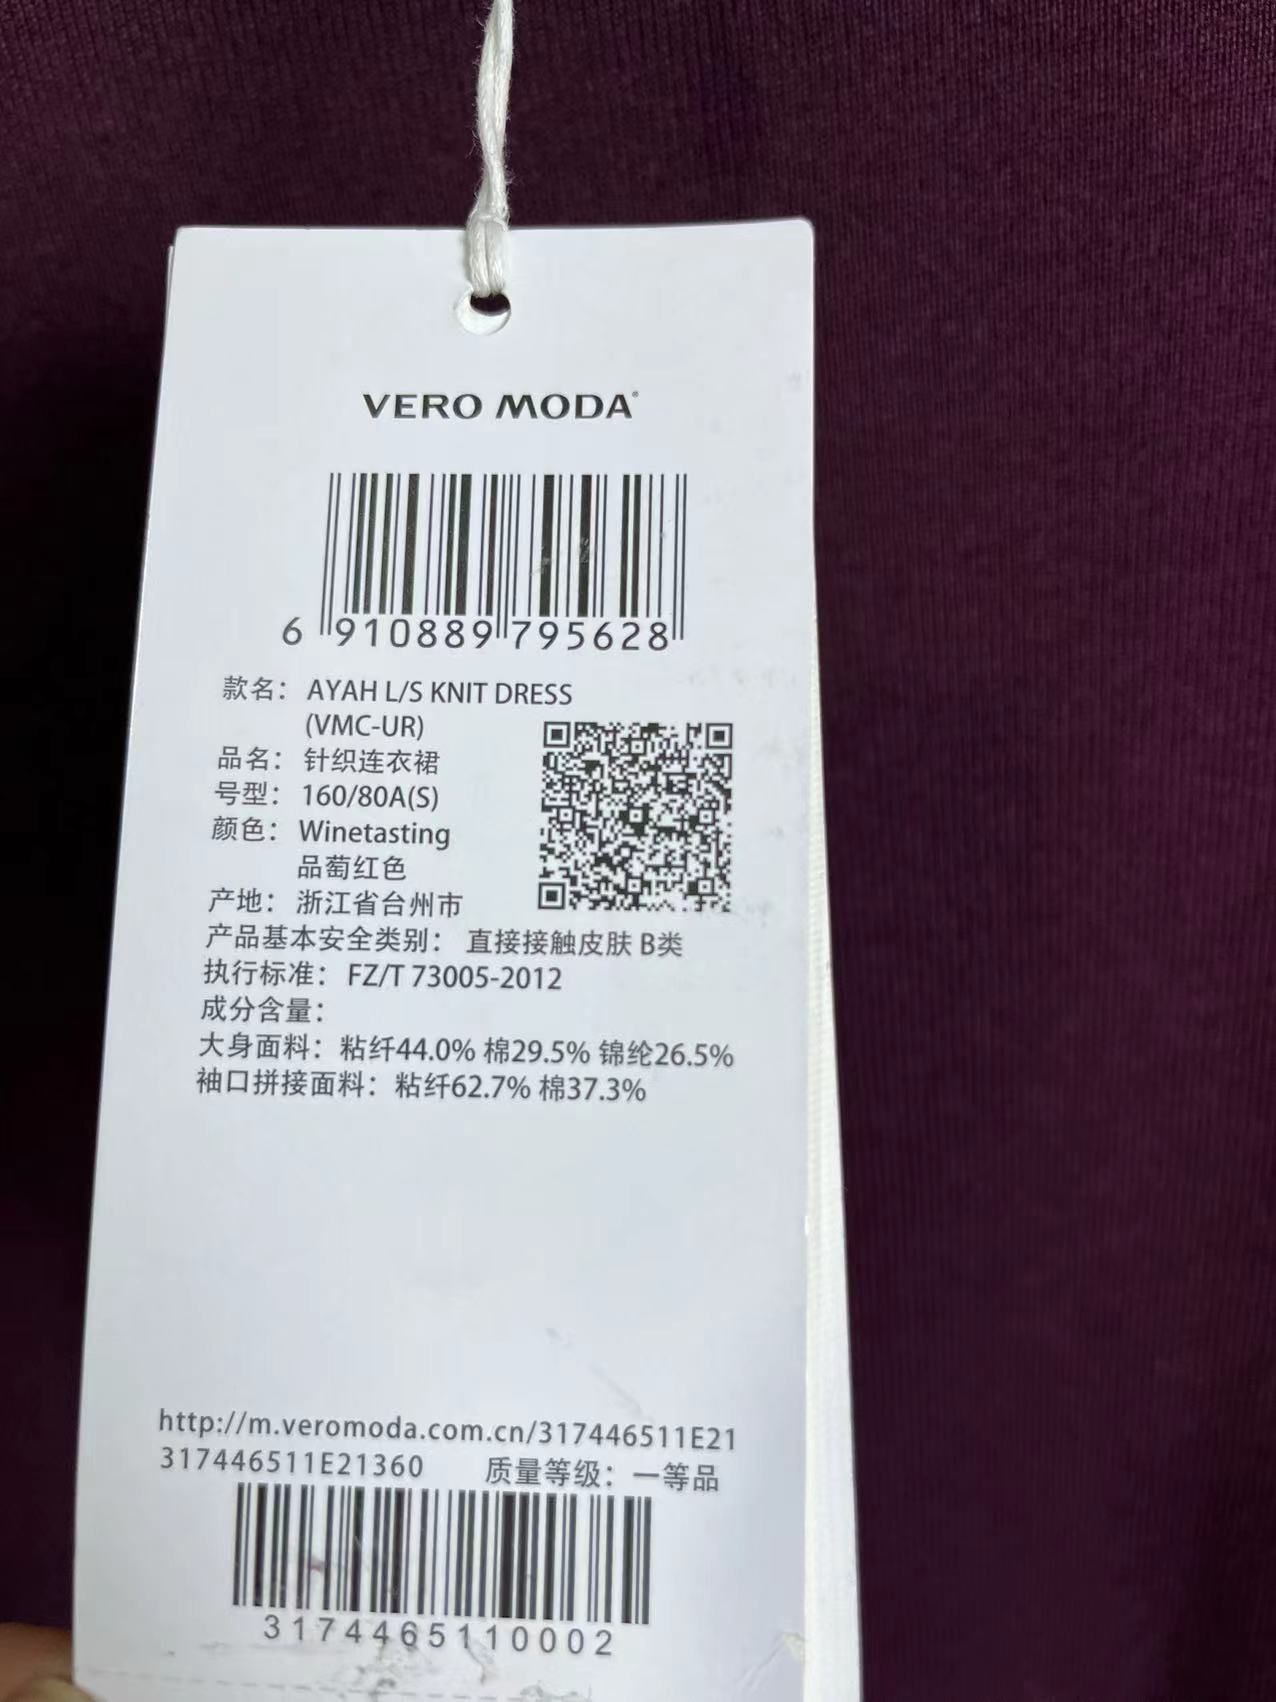 VERO MODA®
6 910889 795628
款名： AYAH L/S KNIT DRESS
(VMC-UR)
品名： 针织连衣裙
号型： 160/80A(S)
颜色： Winetasting
品萄红色
产地： 浙江省台州市
产品基本安全类别： 直接接触皮肤 B类
执行标准： FZ/T 73005-2012
成分含量：
大身面料：粘纤44.0% 棉29.5% 锦纶26.5%
袖口拼接面料：粘纤62.7% 棉37.3%
http://m.veromoda.com.cn/317446511E21
317446511E21360 质量等级：一等品
3174465110002